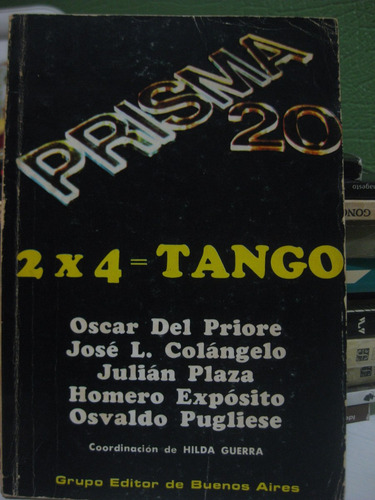 PRISMA
20
2 x 4 = TANGO
Oscar Del Priore
José L. Colángelo
Julián Plaza
Homero Expósito
Osvaldo Pugliese
Coordinación de HILDA GUERRA
Grupo Editor de Buenos Aires